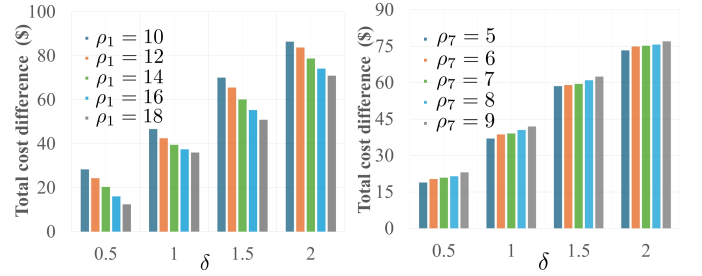 Total cost difference ($)
100
80
60
40
20
0
ρ₁ = 10
ρ₁ = 12
ρ₁ = 14
ρ₁ = 16
ρ₁ = 18
0.5 1 1.5 2
δ
Total cost difference ($)
90
75
60
45
30
15
0
ρ₇ = 5
ρ₇ = 6
ρ₇ = 7
ρ₇ = 8
ρ₇ = 9
0.5 1 1.5 2
δ